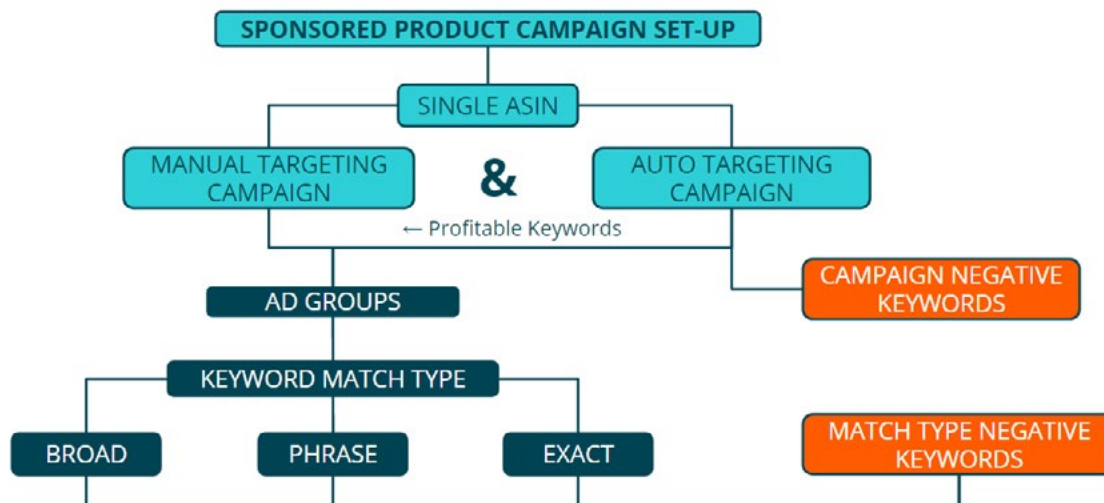 SPONSORED PRODUCT CAMPAIGN SET-UP
SINGLE ASIN
MANUAL TARGETING
CAMPAIGN
&
AUTO TARGETING
CAMPAIGN
← Profitable Keywords
CAMPAIGN NEGATIVE
KEYWORDS
AD GROUPS
KEYWORD MATCH TYPE
BROAD
PHRASE
EXACT
MATCH TYPE NEGATIVE
KEYWORDS